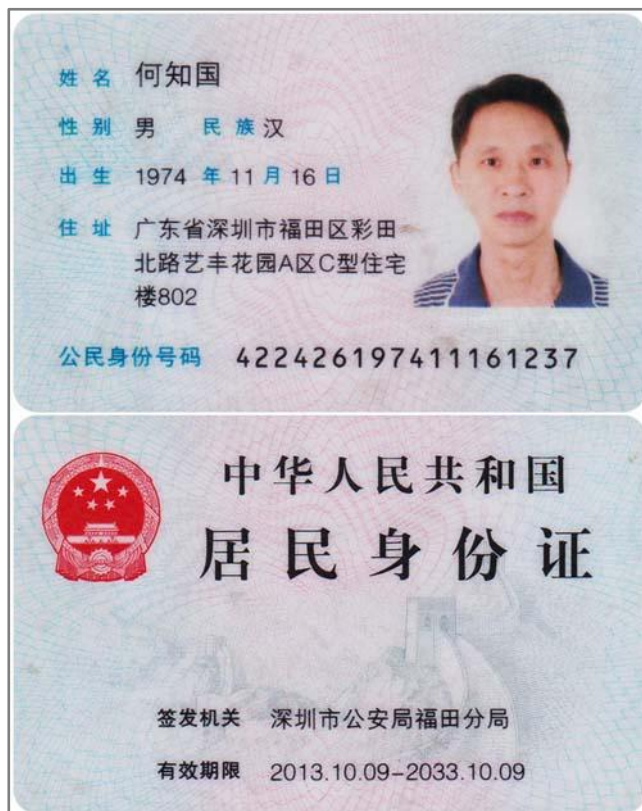 姓名 何知国
性别 男 民族 汉
出生 1974 年 11 月 16 日
住址 广东省深圳市福田区彩田
北路艺丰花园A区C型住宅
楼802
公民身份号码 422426197411161237
中华人民共和国
居民身份证
签发机关 深圳市公安局福田分局
有效期限 2013.10.09-2033.10.09